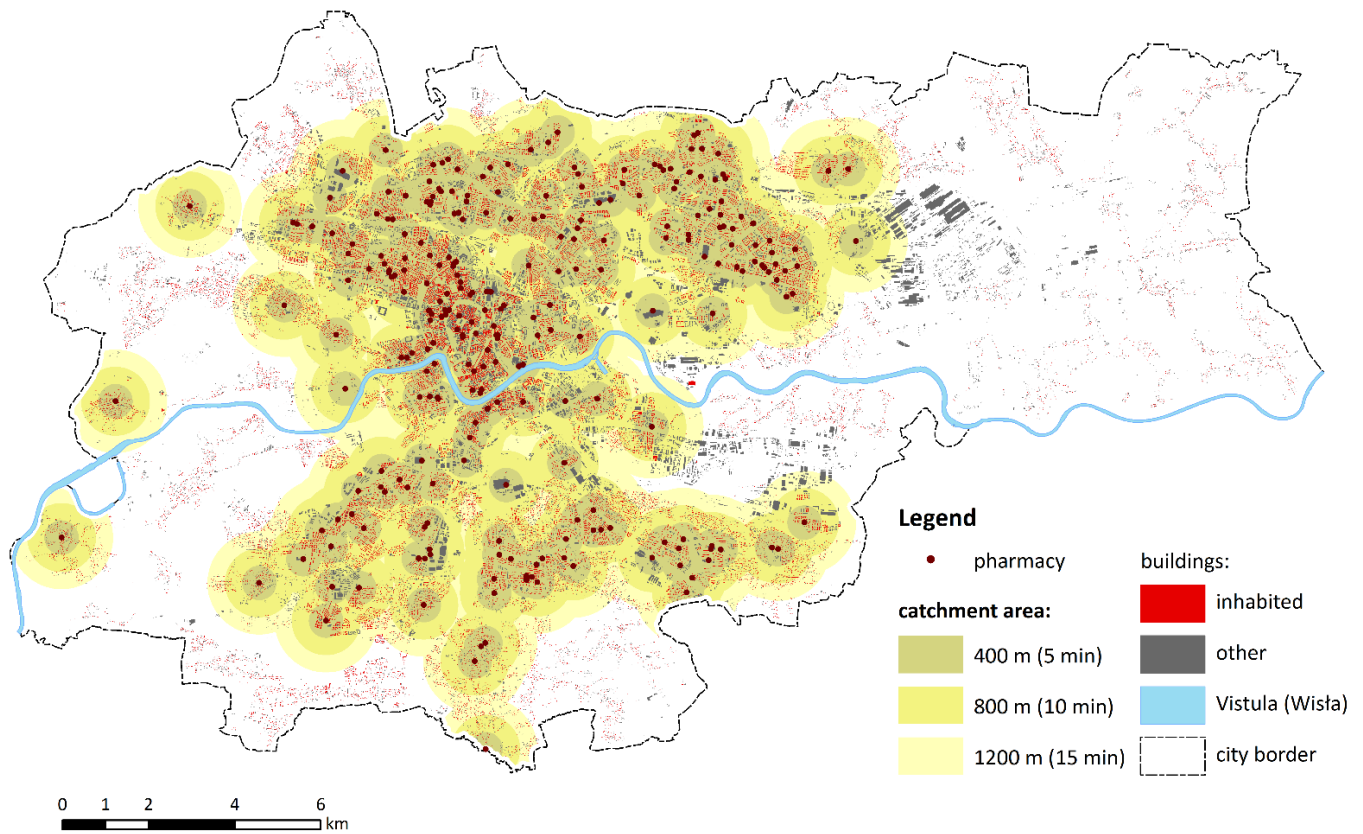 Legend
pharmacy
catchment area:
400 m (5 min)
800 m (10 min)
1200 m (15 min)
buildings:
inhabited
other
Vistula (Wisła)
city border
0 1 2 4 6
km